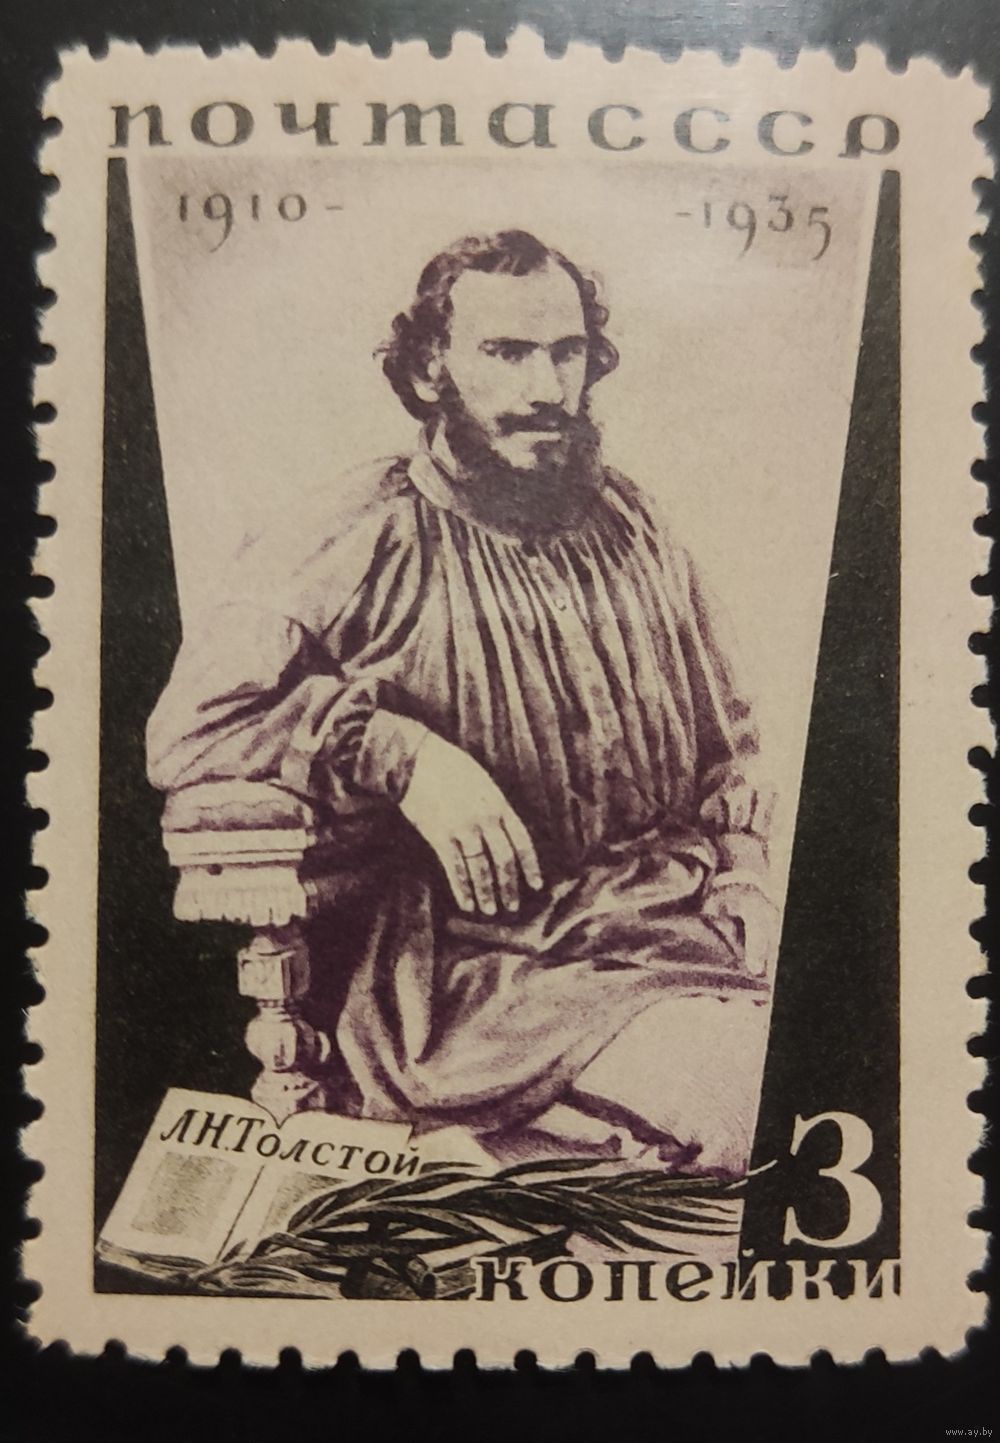 почта ссср
1910- -1935
Л.Н.Толстой
3
копейки
www.ay.by